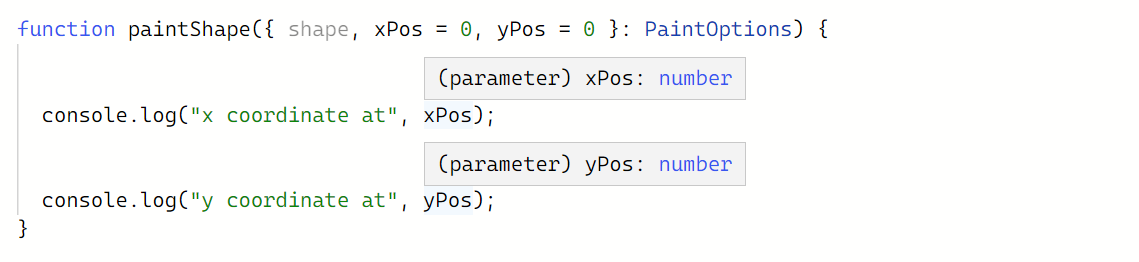 function paintShape({ shape, xPos = 0, yPos = 0 }: PaintOptions) {
(parameter) xPos: number
console.log("x coordinate at", xPos);
(parameter) yPos: number
console.log("y coordinate at", yPos);
}